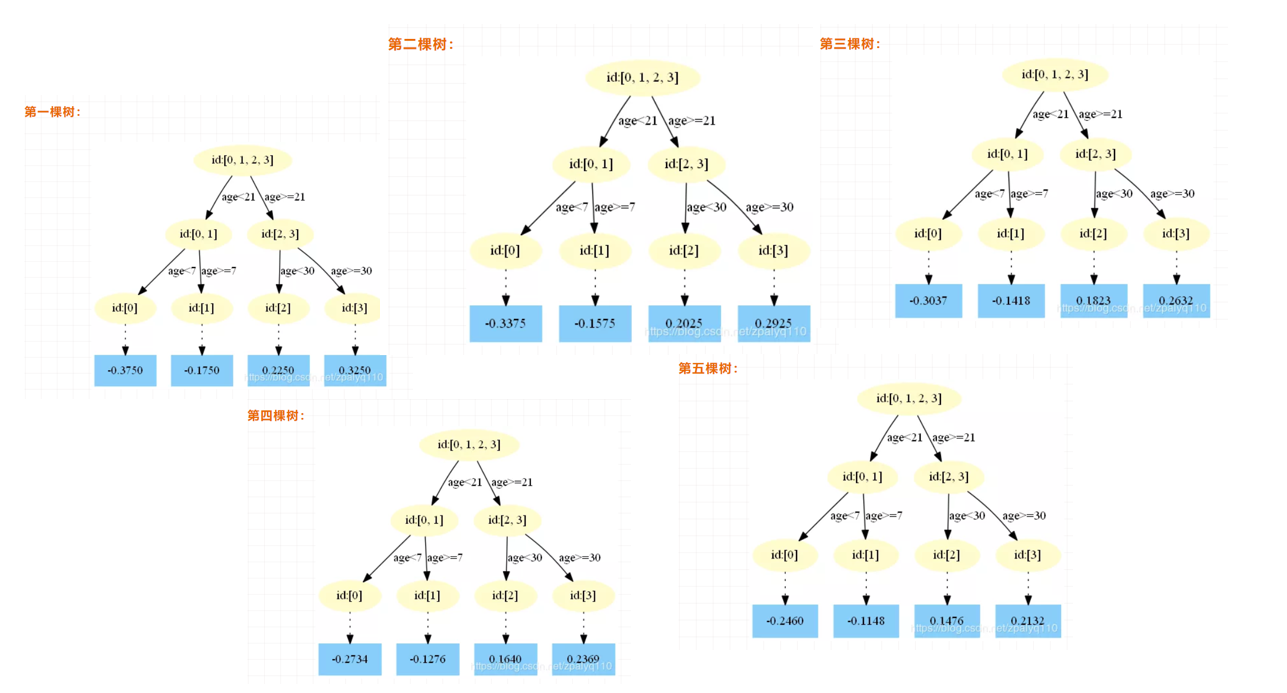 第一棵树：
id:[0, 1, 2, 3]
age<21 age>=21
id:[0, 1] id:[2, 3]
age<7 age>=7 age<30 age>=30
id:[0] id:[1] id:[2] id:[3]
-0.3750 -0.1750 0.2250 0.3250
https://blog.csdn.net/zpalyq110
第二棵树：
id:[0, 1, 2, 3]
age<21 age>=21
id:[0, 1] id:[2, 3]
age<7 age>=7 age<30 age>=30
id:[0] id:[1] id:[2] id:[3]
-0.3375 -0.1575 0.2025 0.2925
https://blog.csdn.net/zpalyq110
第三棵树：
id:[0, 1, 2, 3]
age<21 age>=21
id:[0, 1] id:[2, 3]
age<7 age>=7 age<30 age>=30
id:[0] id:[1] id:[2] id:[3]
-0.3037 -0.1418 0.1823 0.2632
https://blog.csdn.net/zpalyq110
第四棵树：
id:[0, 1, 2, 3]
age<21 age>=21
id:[0, 1] id:[2, 3]
age<7 age>=7 age<30 age>=30
id:[0] id:[1] id:[2] id:[3]
-0.2734 -0.1276 0.1640 0.2369
https://blog.csdn.net/zpalyq110
第五棵树：
id:[0, 1, 2, 3]
age<21 age>=21
id:[0, 1] id:[2, 3]
age<7 age>=7 age<30 age>=30
id:[0] id:[1] id:[2] id:[3]
-0.2460 -0.1148 0.1476 0.2132
https://blog.csdn.net/zpalyq110